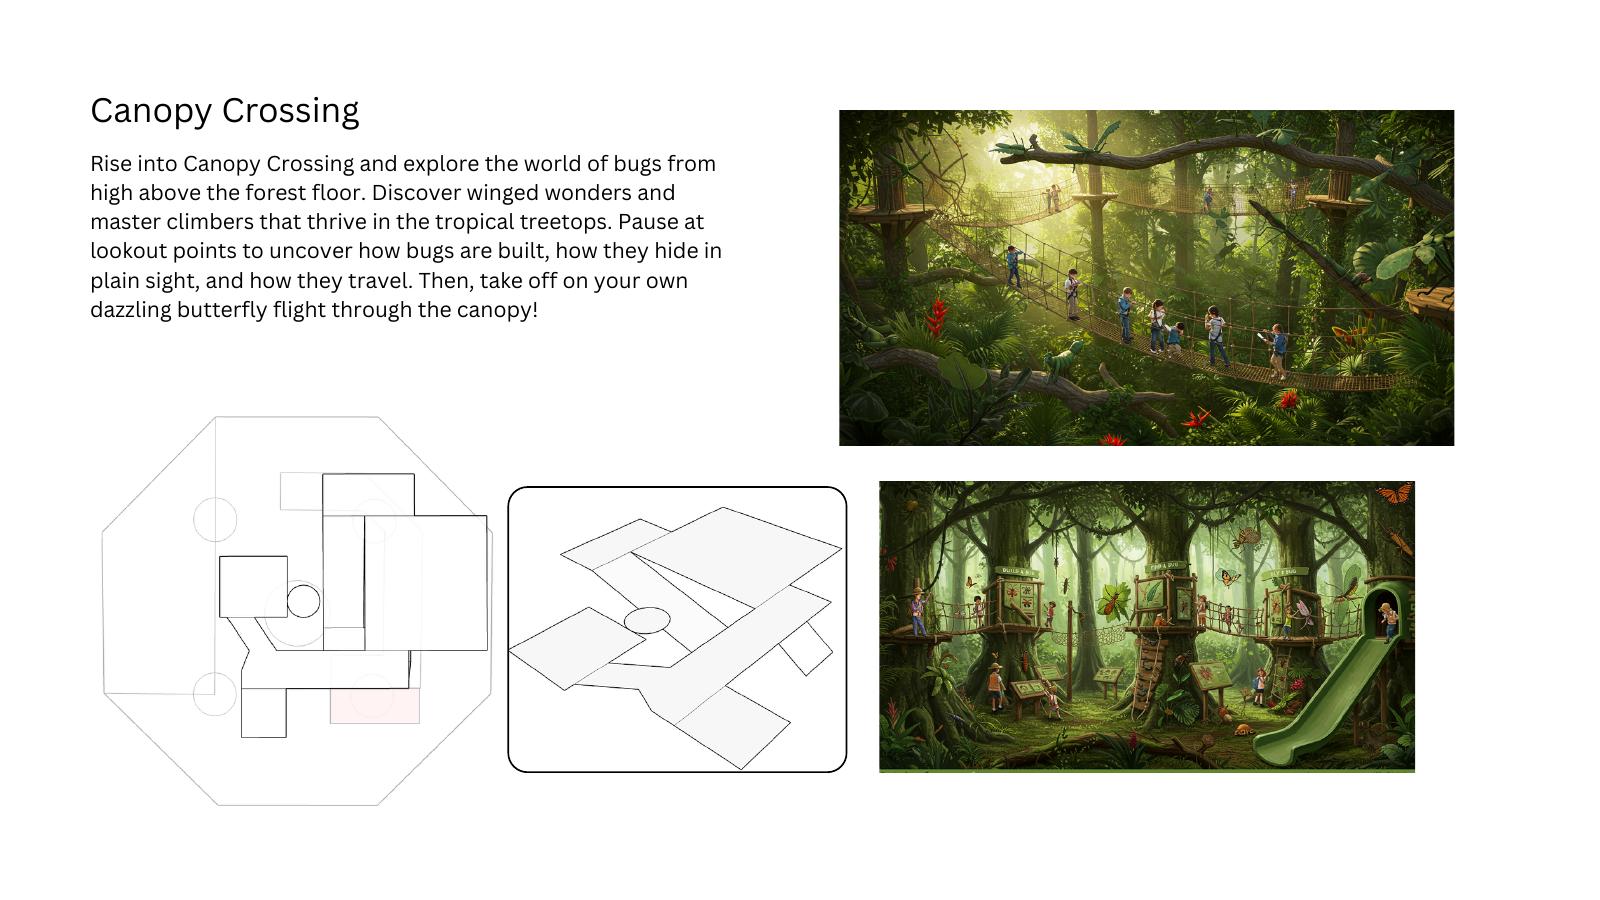 Canopy Crossing
Rise into Canopy Crossing and explore the world of bugs from
high above the forest floor. Discover winged wonders and
master climbers that thrive in the tropical treetops. Pause at
lookout points to uncover how bugs are built, how they hide in
plain sight, and how they travel. Then, take off on your own
dazzling butterfly flight through the canopy!